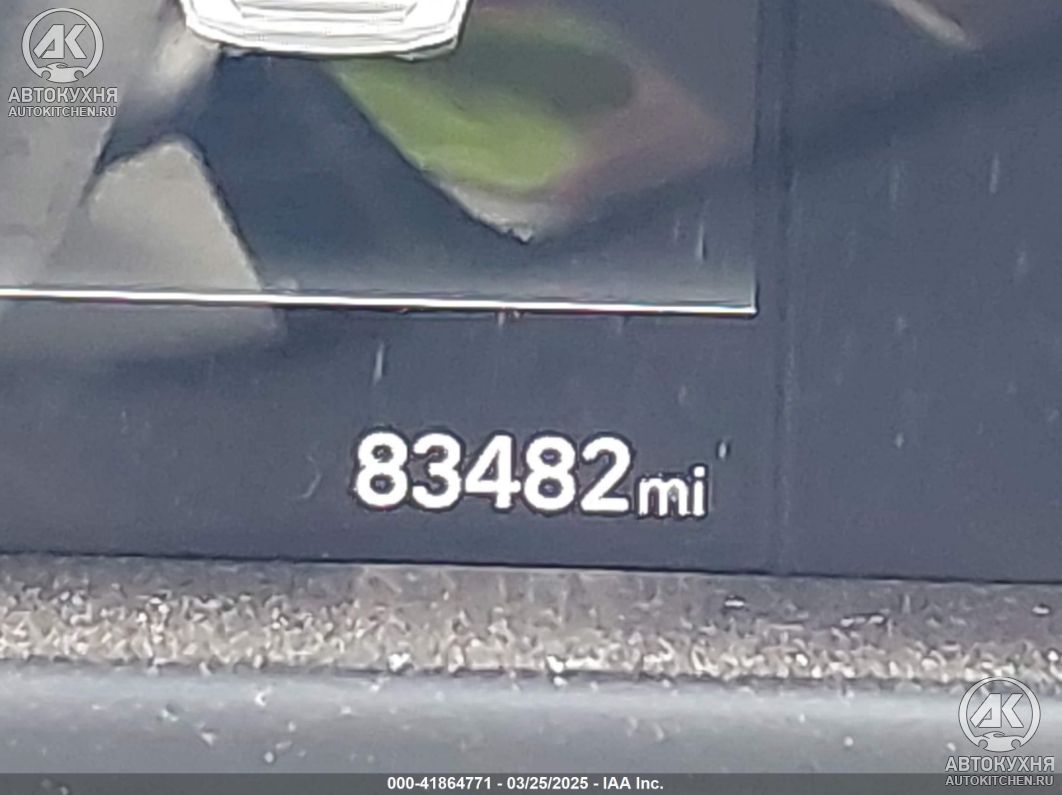 АК
АВТОКУХНЯ
AUTOKITCHEN.RU
83482mi
АК
АВТОКУХНЯ
AUTOKITCHEN.RU
000-41864771 - 03/25/2025 - IAA Inc.